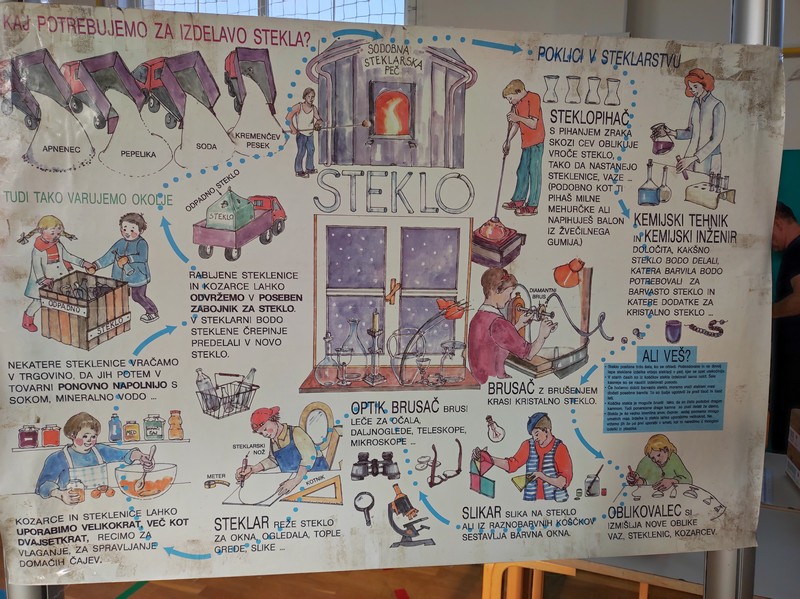 KAJ POTREBUJEMO ZA IZDELAVO STEKLA?
APNENEC
PEPELIKA
SODA
KREMENČEV
PESEK
SODOBNA
STEKLARSKA
PEČ
POKLICI V STEKLARSTVU
STEKLOPIHAČ
S PIHANJEM ZRAKA
SKOZI CEV OBLIKUJE
VROČE STEKLO,
TAKO DA NASTANEJO
STEKLENICE, VAZE ...
(PODOBNO KOT TI
PIHAŠ MILNE
MEHURČKE ALI
NAPIHUJEŠ BALON
IZ ŽVEČILNEGA
GUMIJA.)
KEMIJSKI TEHNIK
IN KEMIJSKI INŽENIR
DOLOČITA, KAKŠNO
STEKLO BODO DELALI,
KATERA BARVILA BODO
POTREBOVALI ZA
BARVASTO STEKLO IN
KATERE DODATKE ZA
KRISTALNO STEKLO ...
STEKLO
TUDI TAKO VARUJEMO OKOLJE
ODPADNO STEKLO
STEKLO
ODPADNO
STEKLO
RABLJENE STEKLENICE
IN KOZARCE LAHKO
ODVRŽEMO V POSEBEN
ZABOJNIK ZA STEKLO.
V STEKLARNI BODO
STEKLENE ČREPINJE
PREDELALI V NOVO
STEKLO.
NEKATERE STEKLENICE VRAČAMO
V TRGOVINO, DA JIH POTEM V
TOVARNI PONOVNO NAPOLNIJO S
SOKOM, MINERALNO VODO ...
DIAMANTNI
BRUS
BRUSAČ Z BRUŠENJEM
KRASI KRISTALNO STEKLO.
ALI VEŠ?
OPTIK BRUSAČ BRUSI
LEČE ZA OČALA,
DALJNOGLEDE, TELESKOPE,
MIKROSKOPE ...
STEKLARSKI
NOŽ
METER
KOTNIK
KOZARCE IN STEKLENICE LAHKO
UPORABIMO VELIKOKRAT, VEČ KOT
DVAJSETKRAT, RECIMO ZA
VLAGANJE, ZA SPRAVLJANJE
DOMAČIH ČAJEV.
STEKLAR REŽE STEKLO
ZA OKNA, OGLEDALA, TOPLE
GREDE, SLIKE ...
SLIKAR SLIKA NA STEKLO
ALI IZ RAZNOBARVNIH KOŠČKOV
SESTAVLJA BARVNA OKNA.
OBLIKOVALEC SI
IZMIŠLJA NOVE OBLIKE
VAZ, STEKLENIC, KOZARCEV.